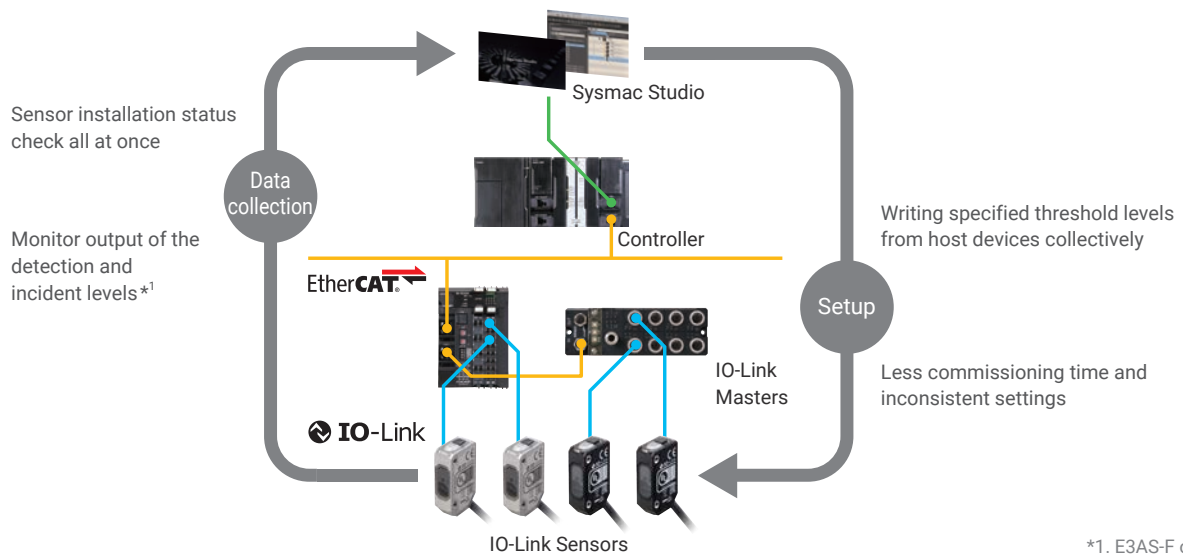 Sysmac Studio
Sensor installation status
check all at once
Data
collection
Monitor output of the
detection and
incident levels*1
Controller
EtherCAT®
Writing specified threshold levels
from host devices collectively
Setup
IO-Link
Masters
Less commissioning time and
inconsistent settings
IO-Link
IO-Link Sensors
*1. E3AS-F